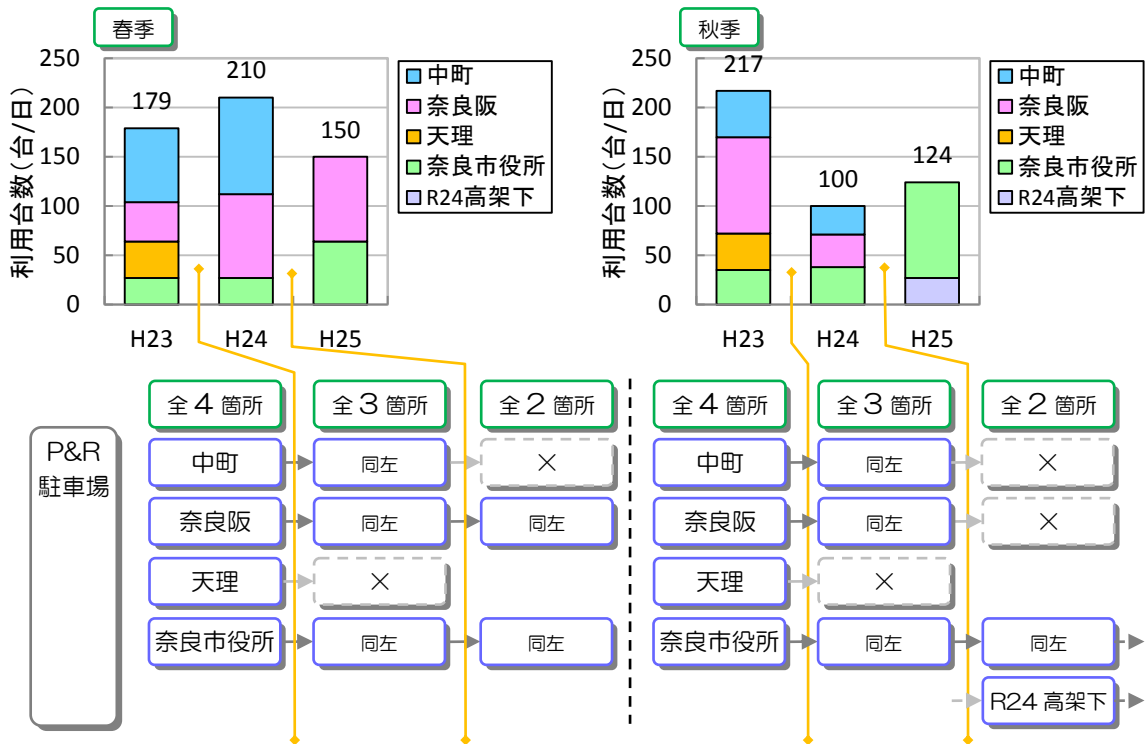 春季
利用台数(台/日)
250
200
150
100
50
0
179
210
150
H23
H24
H25
中町
奈良阪
天理
奈良市役所
R24高架下
秋季
利用台数(台/日)
250
200
150
100
50
0
217
100
124
H23
H24
H25
中町
奈良阪
天理
奈良市役所
R24高架下
P&R
駐車場
全4箇所
全3箇所
全2箇所
中町
同左
×
奈良阪
同左
同左
天理
×
奈良市役所
同左
同左
全4箇所
全3箇所
全2箇所
中町
同左
×
奈良阪
同左
×
天理
×
奈良市役所
同左
同左
R24高架下